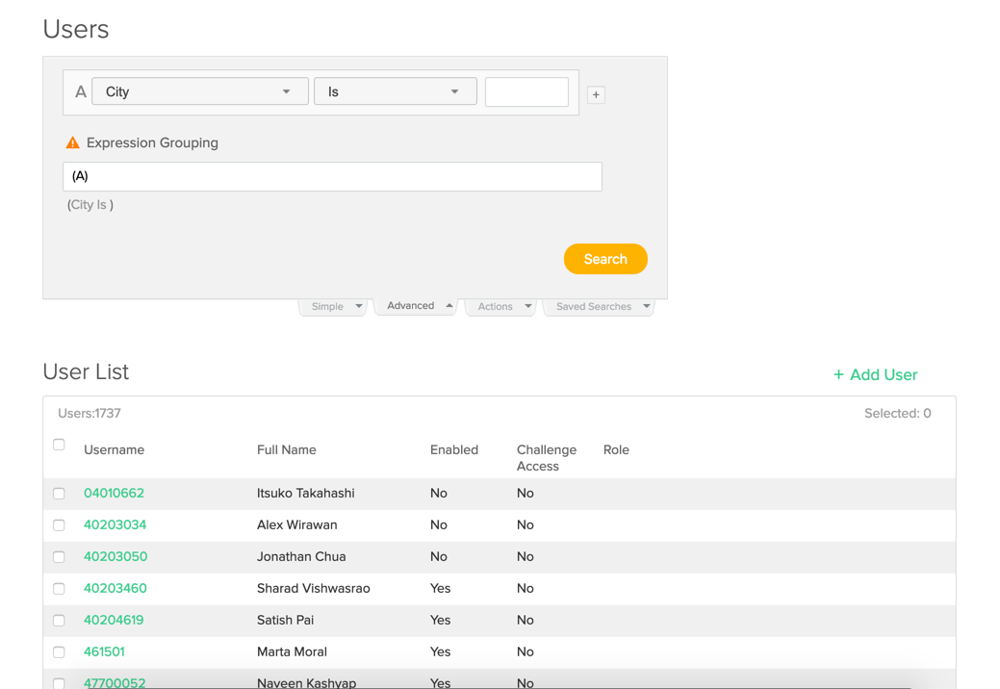 Users
A City Is +
Expression Grouping
(A)
(City Is )
Search
Simple Advanced Actions Saved Searches
User List + Add User
Users:1737 Selected: 0
Username Full Name Enabled Challenge Access Role
04010662 Itsuko Takahashi No No
40203034 Alex Wirawan No No
40203050 Jonathan Chua No No
40203460 Sharad Vishwasrao Yes No
40204619 Satish Pai Yes No
461501 Marta Moral Yes No
47700052 Naveen Kashyap Yes No